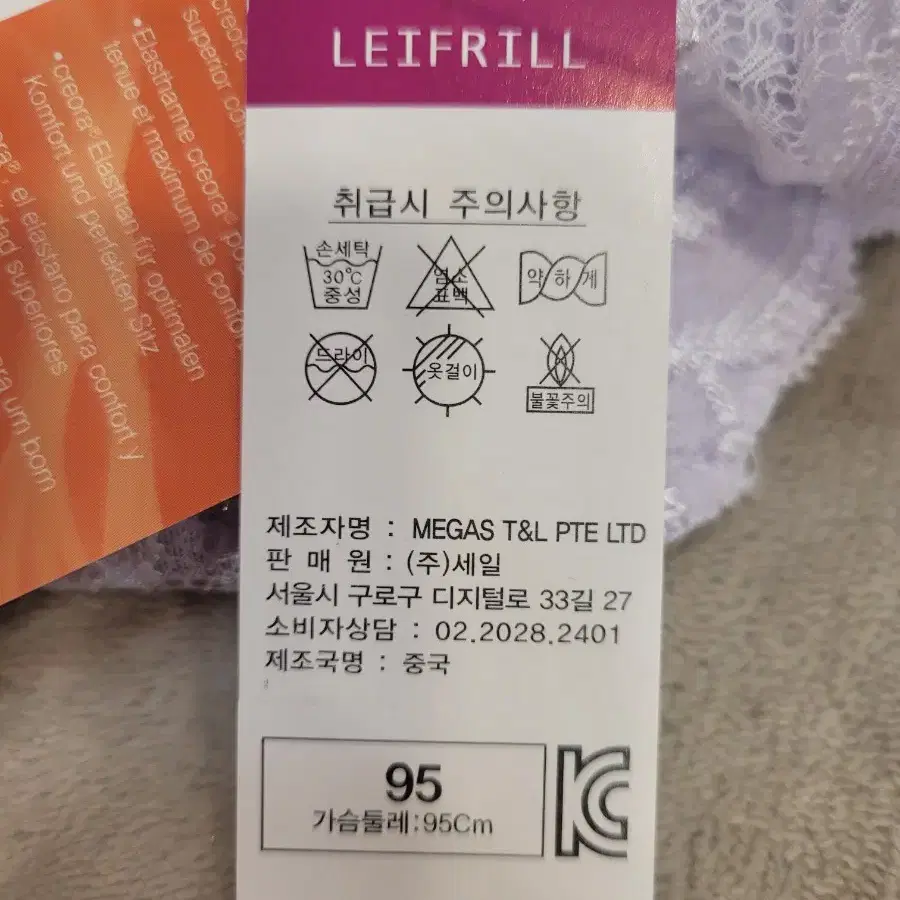 LEIFRILL
취급시 주의사항
손세탁
30℃
중성
염소
표백
약하게
드라이
옷걸이
불꽃주의
제조자명 : MEGAS T&L PTE LTD
판 매 원 : (주)세일
서울시 구로구 디지털로 33길 27
소비자상담 : 02.2028.2401
제조국명 : 중국
95
가슴둘레:95Cm
creora
superior
• Elasthanne creora®
tenue et maximum de confort
• creora® Elasthan für optimalen
Komfort und perfekten Sitz
el elastano para confort y
superiores
para um bom